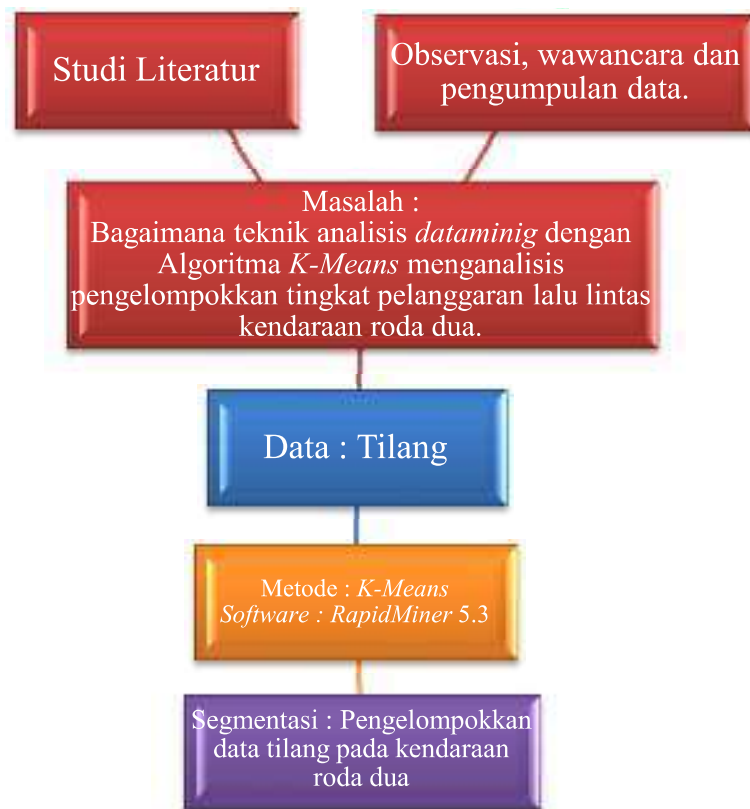 Studi Literatur
Observasi, wawancara dan
pengumpulan data.
Masalah :
Bagaimana teknik analisis dataminig dengan
Algoritma K-Means menganalisis
pengelompokkan tingkat pelanggaran lalu lintas
kendaraan roda dua.
Data : Tilang
Metode : K-Means
Software : RapidMiner 5.3
Segmentasi : Pengelompokkan
data tilang pada kendaraan
roda dua